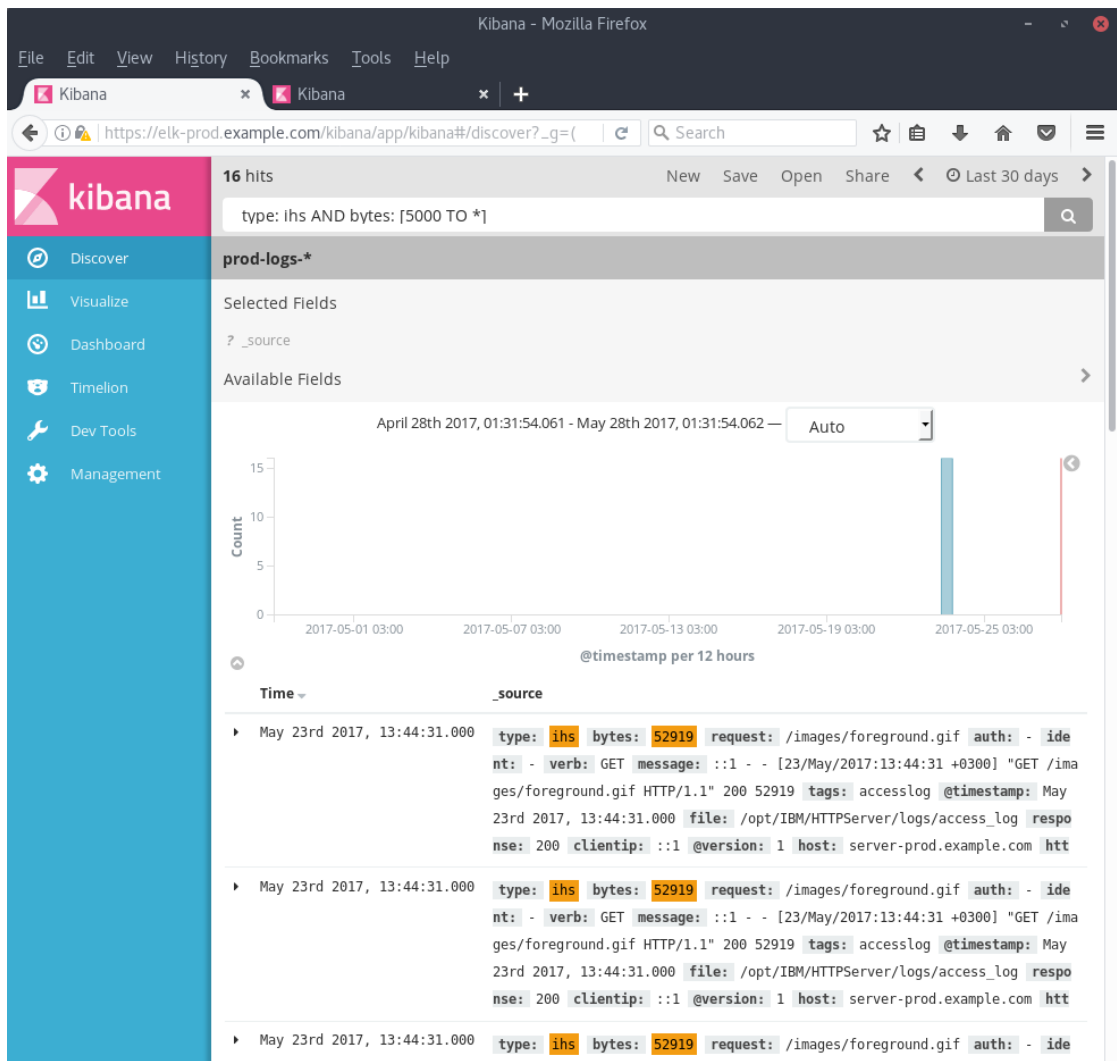 Kibana - Mozilla Firefox
File Edit View History Bookmarks Tools Help
Kibana × Kibana × +
https://elk-prod.example.com/kibana/app/kibana#/discover?_g=( Search
kibana
Discover
Visualize
Dashboard
Timelion
Dev Tools
Management
16 hits New Save Open Share Last 30 days
type: ihs AND bytes: [5000 TO *]
prod-logs-*
Selected Fields
? _source
Available Fields
April 28th 2017, 01:31:54.061 - May 28th 2017, 01:31:54.062 — Auto
Count
15
10
5
0
2017-05-01 03:00 2017-05-07 03:00 2017-05-13 03:00 2017-05-19 03:00 2017-05-25 03:00
@timestamp per 12 hours
Time _source
May 23rd 2017, 13:44:31.000 type: ihs bytes: 52919 request: /images/foreground.gif auth: - ide
nt: - verb: GET message: ::1 - - [23/May/2017:13:44:31 +0300] "GET /ima
ges/foreground.gif HTTP/1.1" 200 52919 tags: accesslog @timestamp: May
23rd 2017, 13:44:31.000 file: /opt/IBM/HTTPServer/logs/access_log respo
nse: 200 clientip: ::1 @version: 1 host: server-prod.example.com htt
May 23rd 2017, 13:44:31.000 type: ihs bytes: 52919 request: /images/foreground.gif auth: - ide
nt: - verb: GET message: ::1 - - [23/May/2017:13:44:31 +0300] "GET /ima
ges/foreground.gif HTTP/1.1" 200 52919 tags: accesslog @timestamp: May
23rd 2017, 13:44:31.000 file: /opt/IBM/HTTPServer/logs/access_log respo
nse: 200 clientip: ::1 @version: 1 host: server-prod.example.com htt
May 23rd 2017, 13:44:31.000 type: ihs bytes: 52919 request: /images/foreground.gif auth: - ide